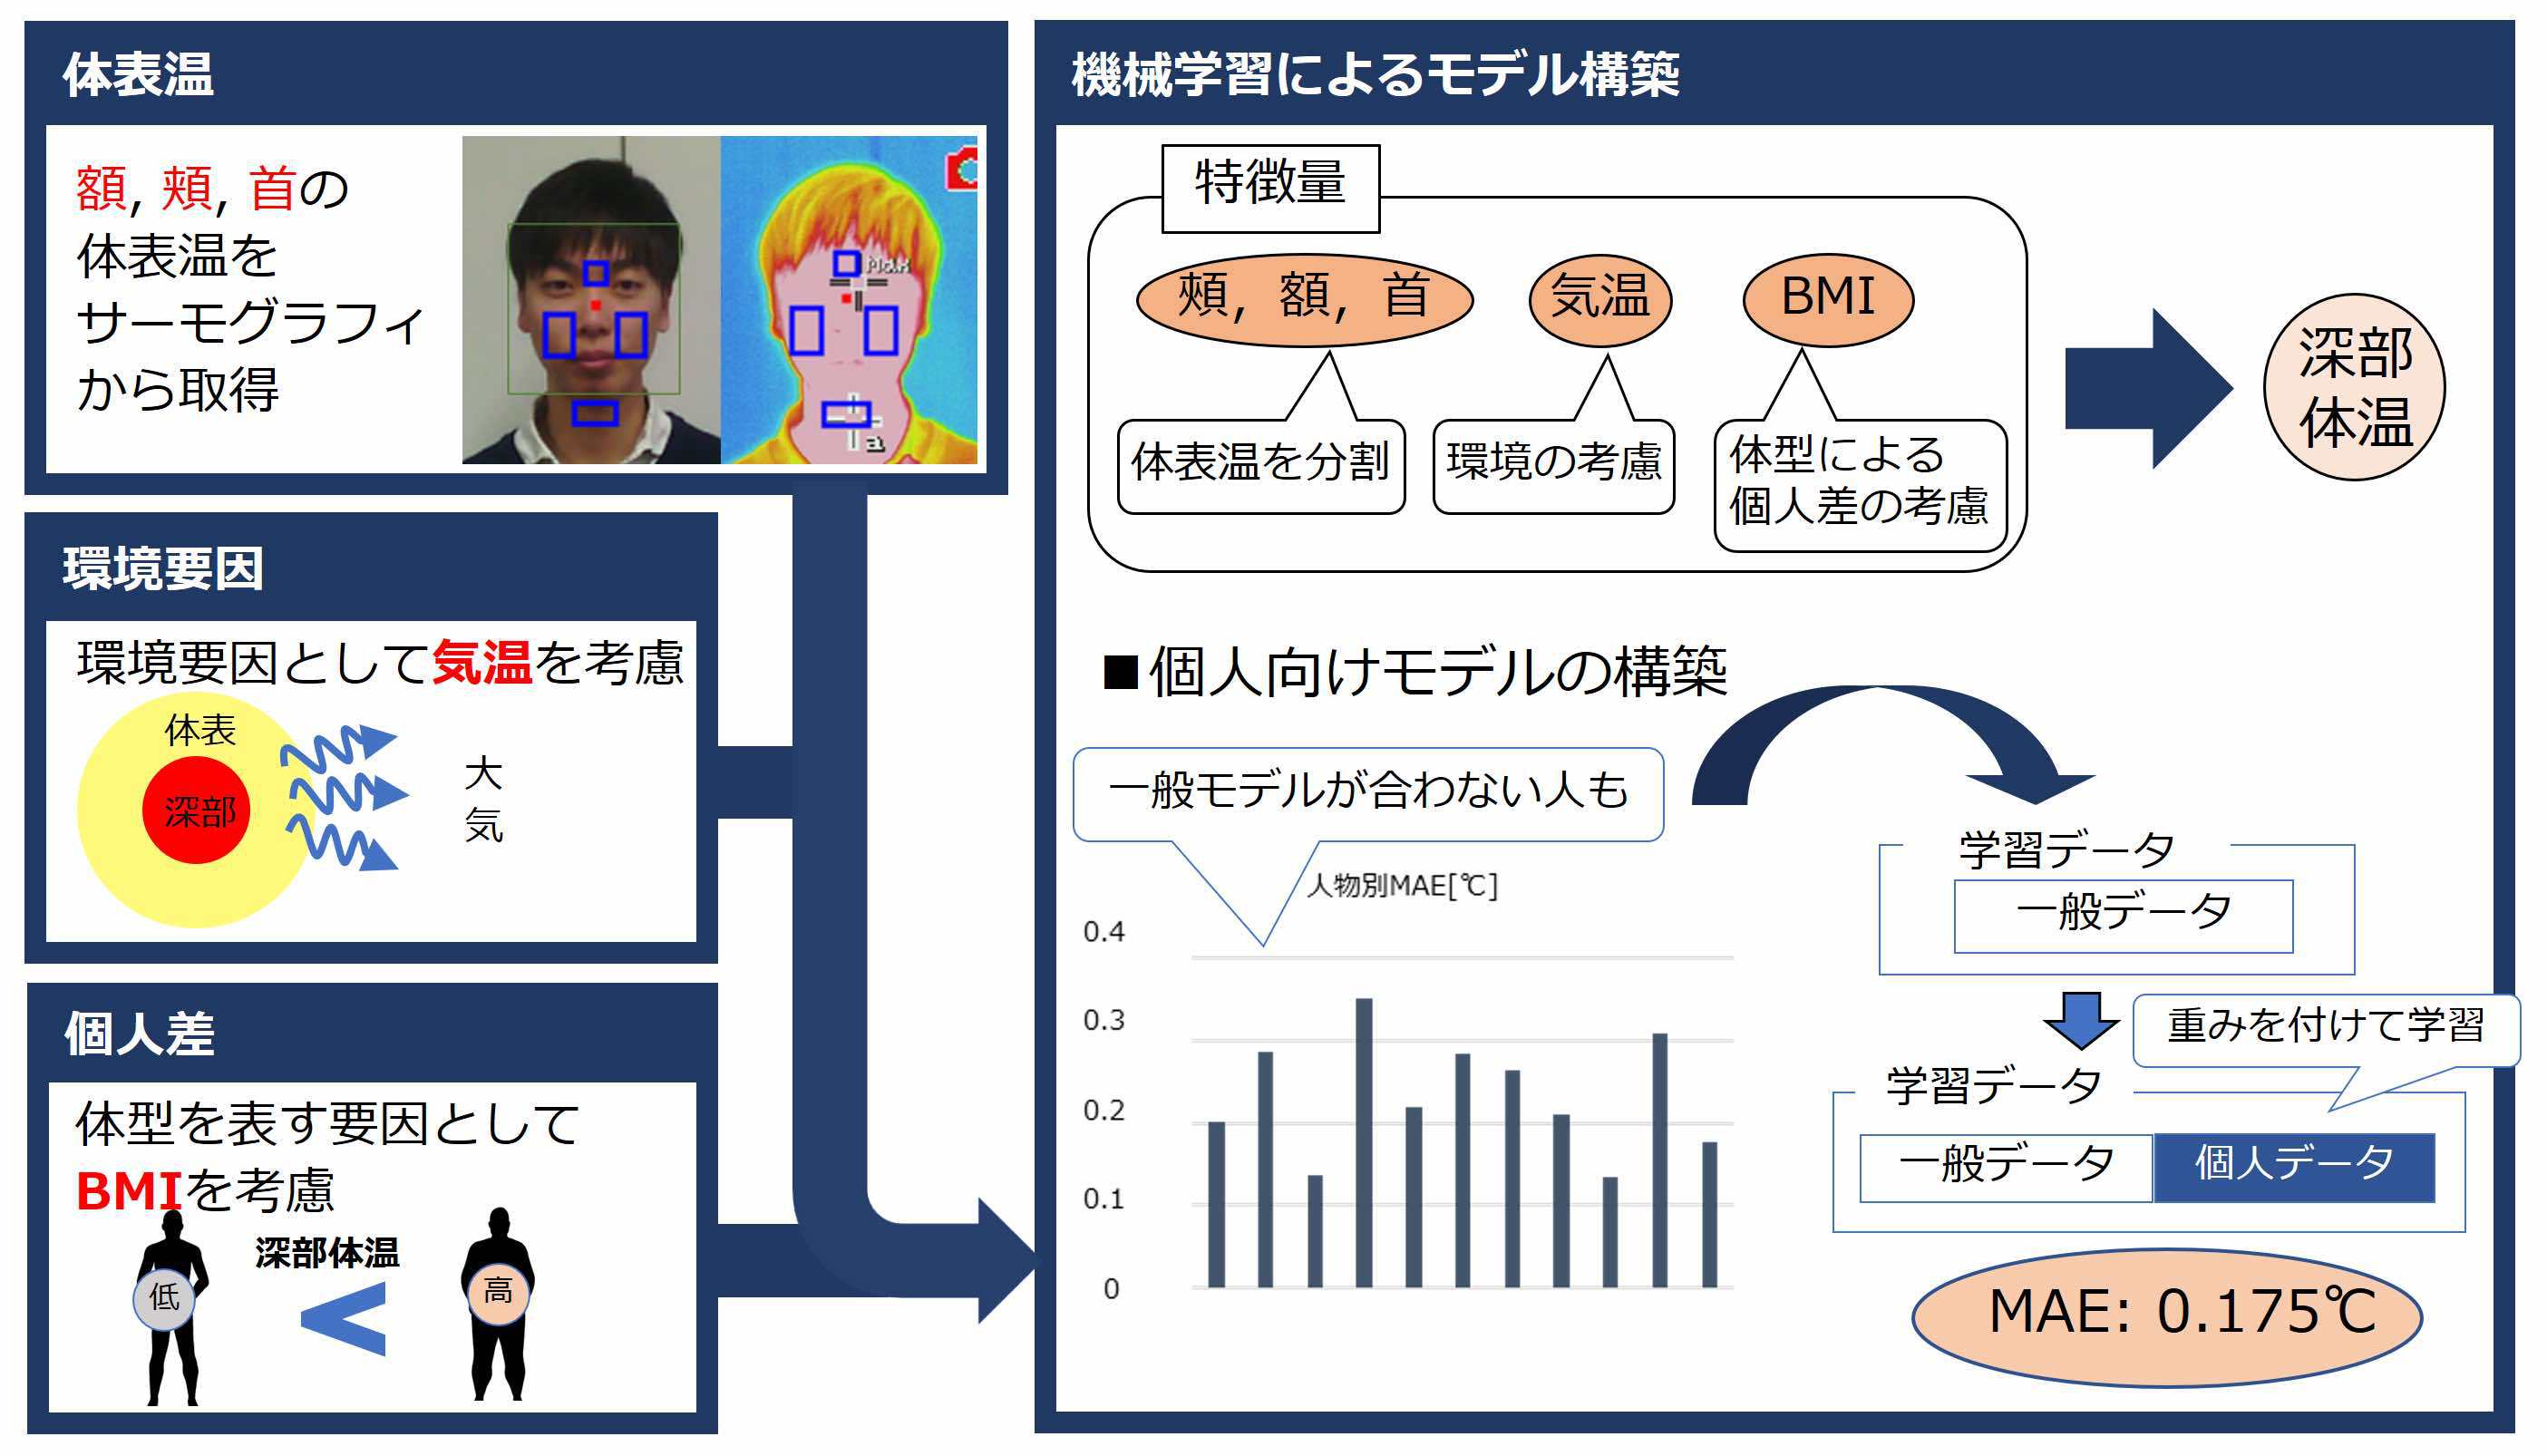 体表温
額, 頬, 首の
体表温を
サーモグラフィ
から取得
Max
a
環境要因
環境要因として気温を考慮
体表
深部
大
気
個人差
体型を表す要因として
BMIを考慮
深部体温
低
高
機械学習によるモデル構築
特徴量
頬, 額, 首
気温
BMI
体表温を分割
環境の考慮
体型による
個人差の考慮
深部
体温
■個人向けモデルの構築
一般モデルが合わない人も
人物別MAE[℃]
0.4
0.3
0.2
0.1
0
学習データ
一般データ
重みを付けて学習
学習データ
一般データ
個人データ
MAE: 0.175℃